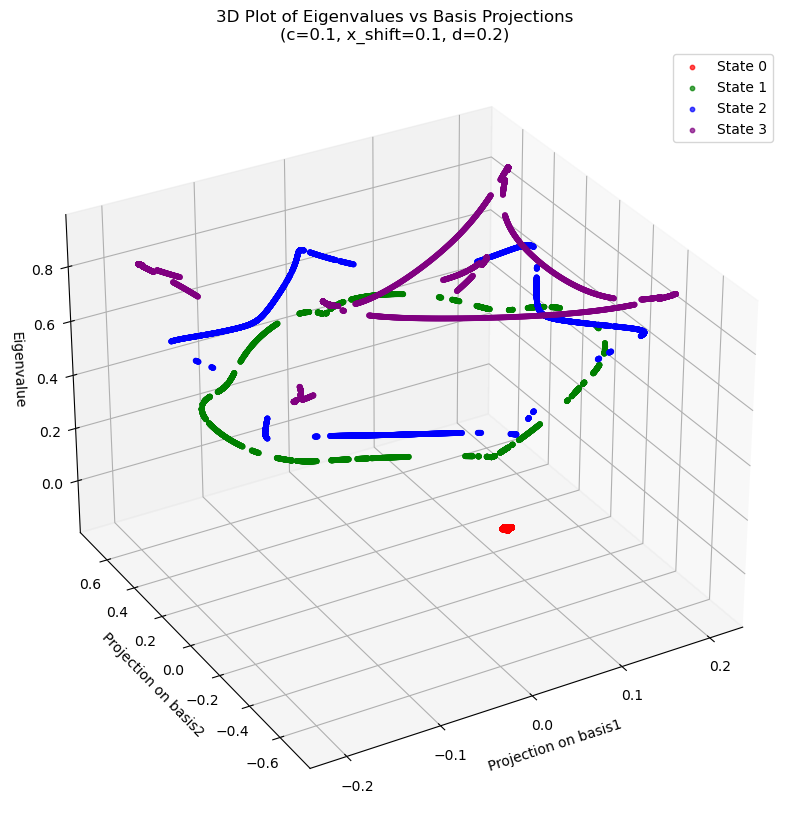 3D Plot of Eigenvalues vs Basis Projections
(c=0.1, x_shift=0.1, d=0.2)
State 0
State 1
State 2
State 3
0.8
0.6
0.4
0.2
0.0
Eigenvalue
0.6
0.4
0.2
0.0
−0.2
−0.4
−0.6
Projection on basis2
−0.2
−0.1
0.0
0.1
0.2
Projection on basis1